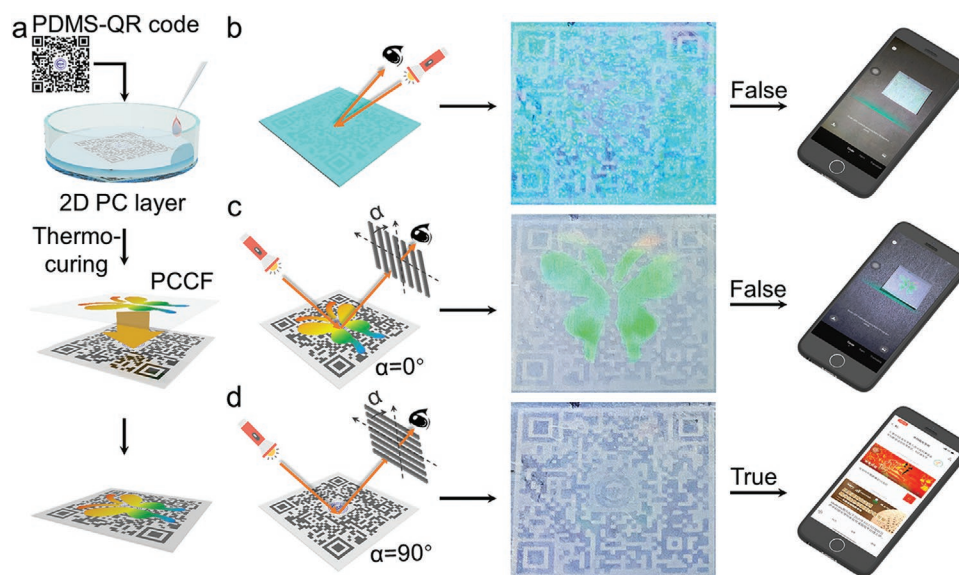 a
PDMS-QR code
2D PC layer
Thermo-
curing
PCCF
b
False
c
α
α=0°
False
d
α
α=90°
True